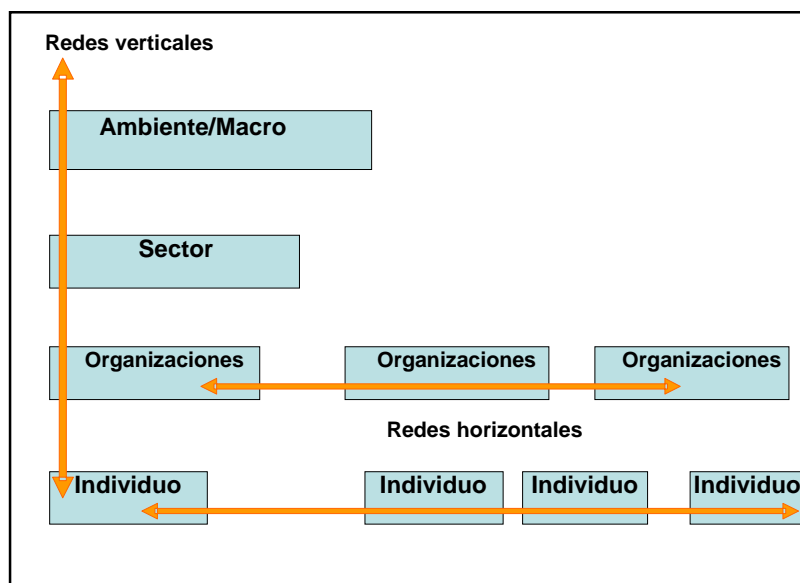 Redes verticales
Ambiente/Macro
Sector
Organizaciones Organizaciones Organizaciones
Redes horizontales
Individuo Individuo Individuo Individuo